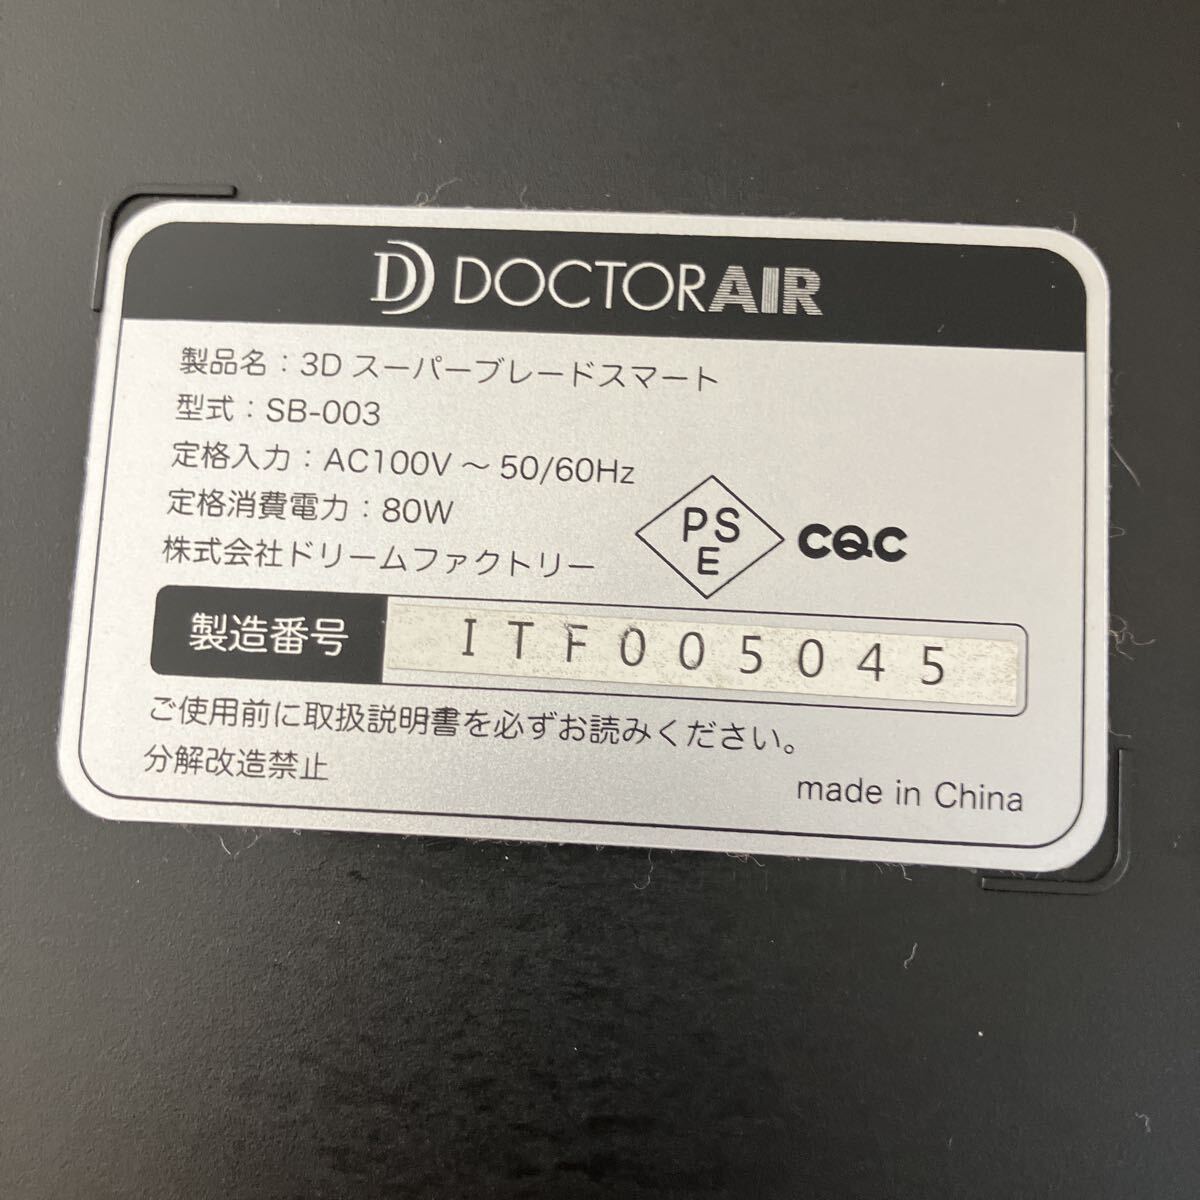 D DOCTORAIR
製品名：3D スーパーブレードスマート
型式：SB-003
定格入力：AC100V ～ 50/60Hz
定格消費電力：80W
株式会社ドリームファクトリー
PS
E
CQC
製造番号 ITF005045
ご使用前に取扱説明書を必ずお読みください。
分解改造禁止
made in China